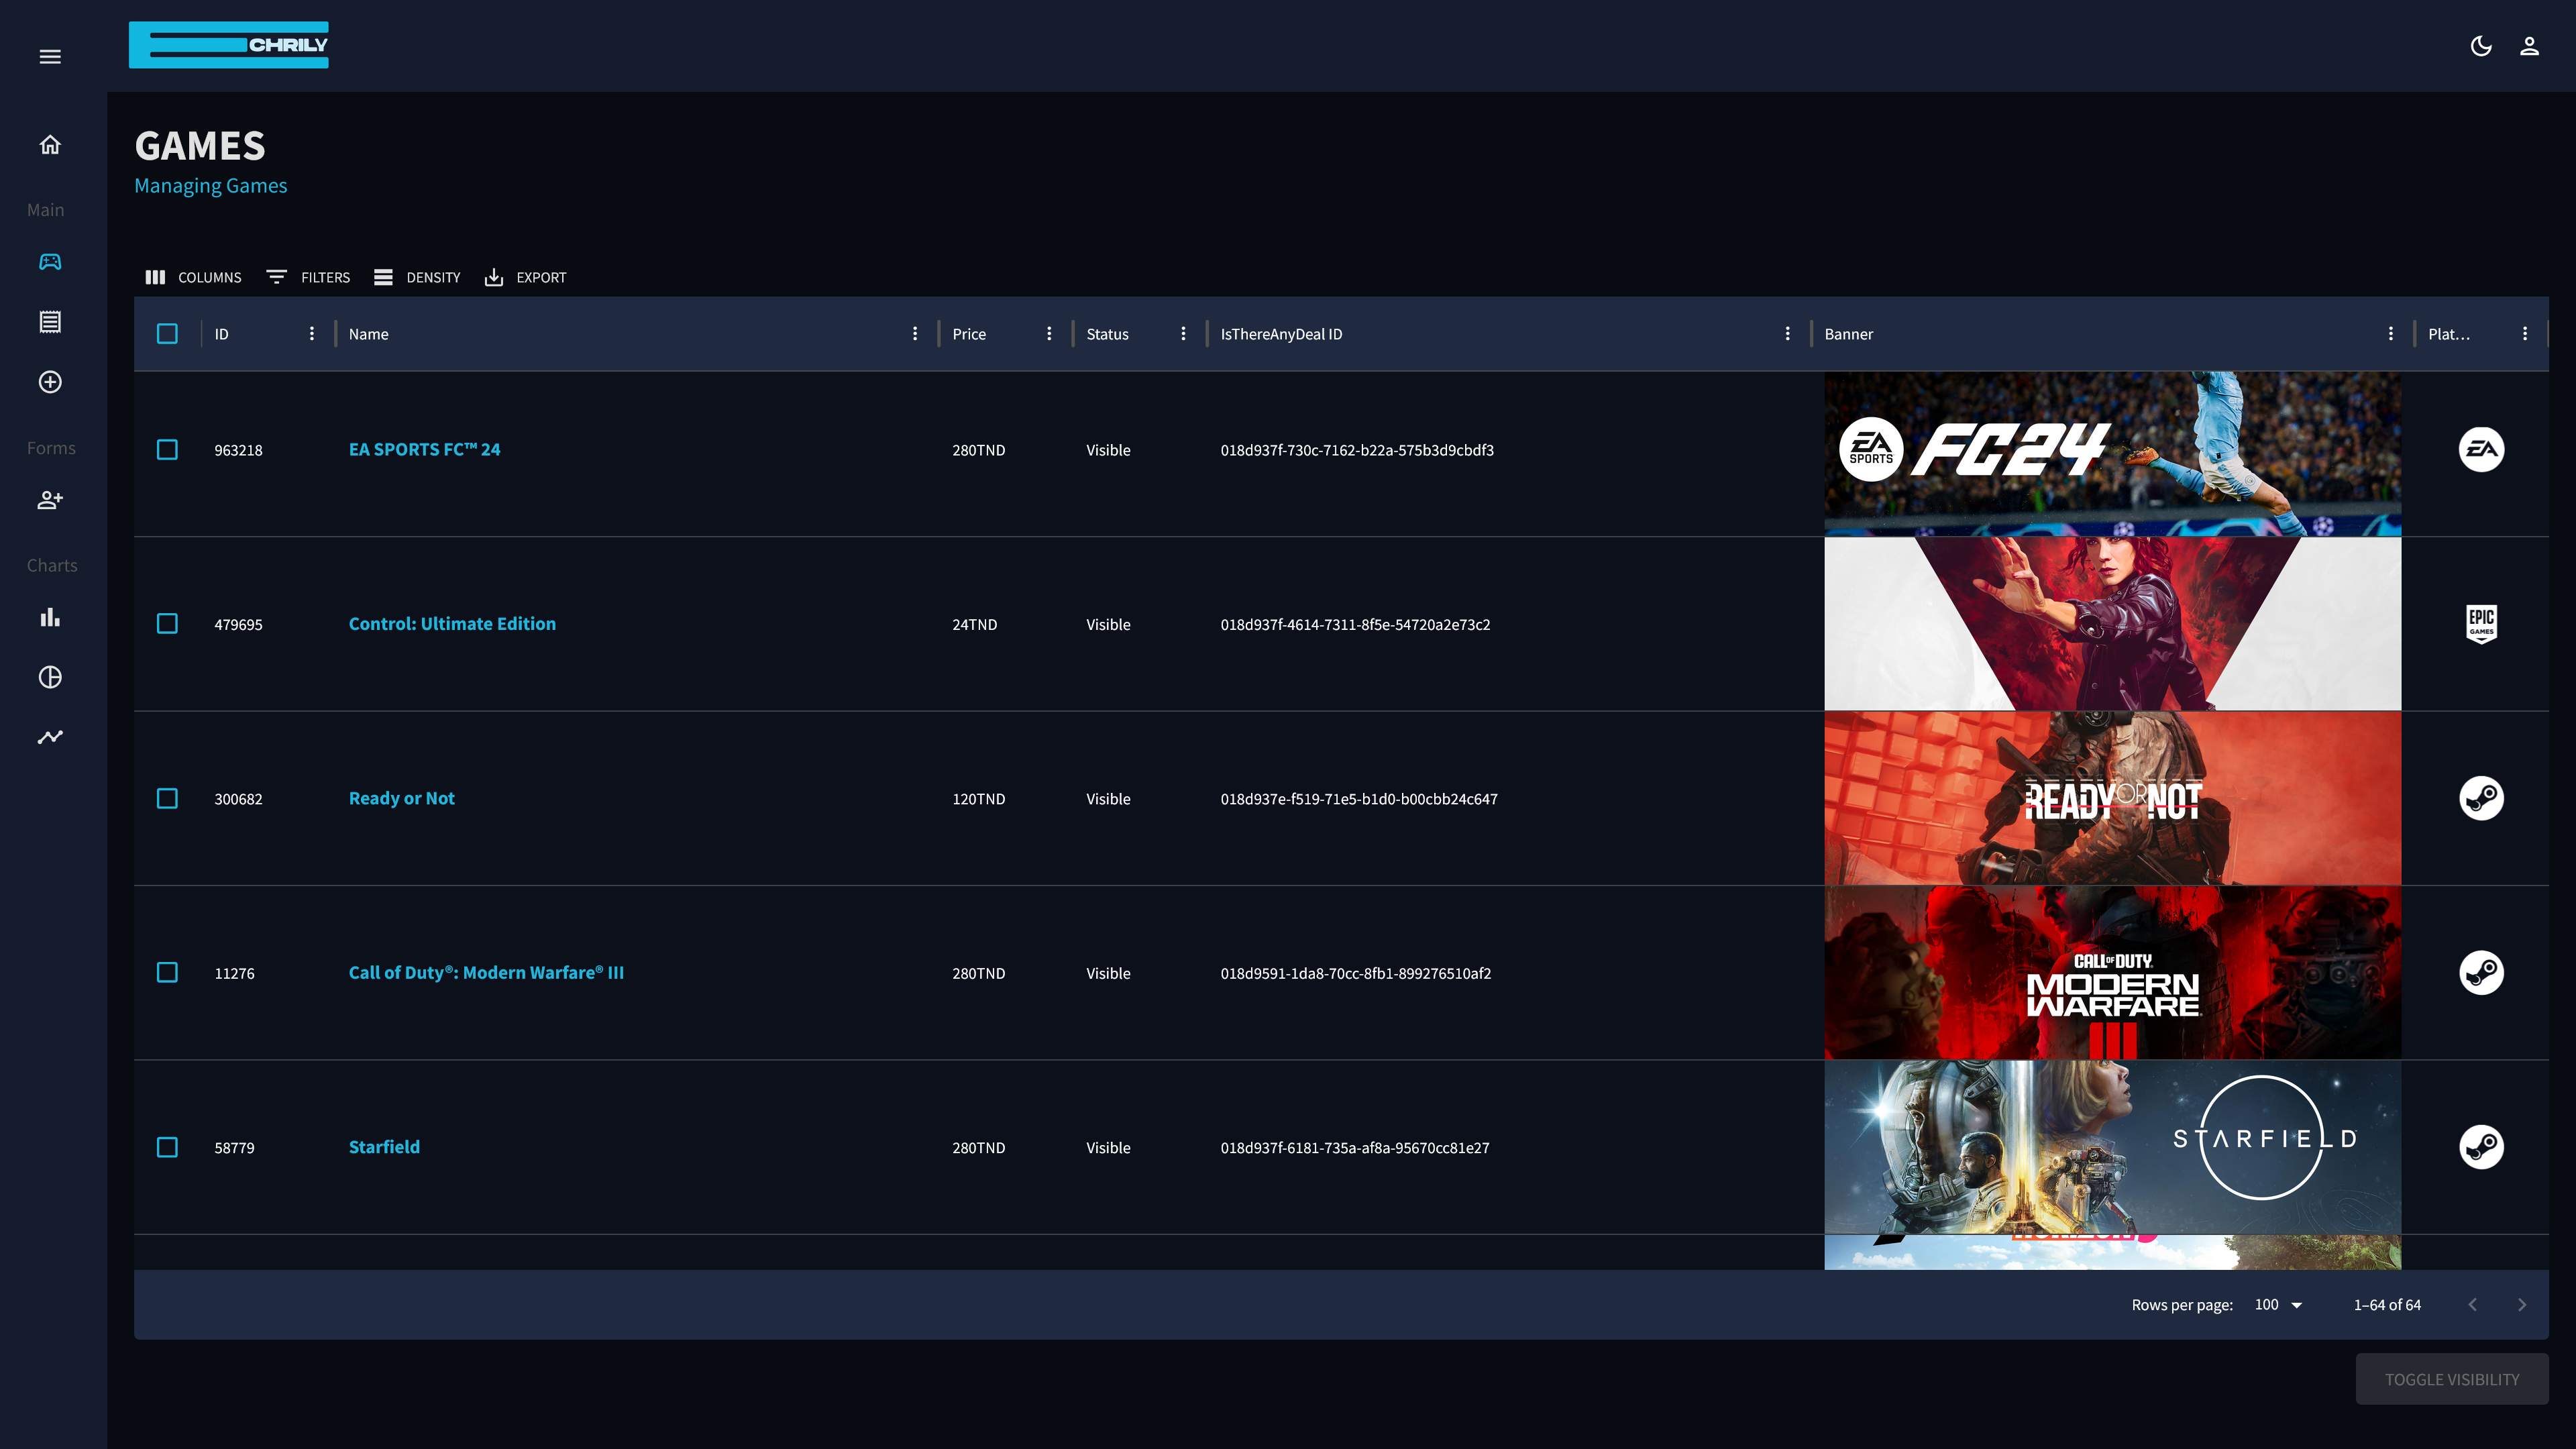 CHRILY
GAMES
Managing Games
Main
Forms
Charts
COLUMNS FILTERS DENSITY EXPORT
ID Name Price Status IsThereAnyDeal ID Banner Plat...
963218 EA SPORTS FC™ 24 280TND Visible 018d937f-730c-7162-b22a-575b3d9cbdf3
EA SPORTS FC24
EA
479695 Control: Ultimate Edition 24TND Visible 018d937f-4614-7311-8f5e-54720a2e73c2
EPIC GAMES
300682 Ready or Not 120TND Visible 018d937e-f519-71e5-b1d0-b00cbb24c647
READY OR NOT
11276 Call of Duty®: Modern Warfare® III 280TND Visible 018d9591-1da8-70cc-8fb1-899276510af2
CALL OF DUTY
MODERN
WARFARE
III
58779 Starfield 280TND Visible 018d937f-6181-735a-af8a-95670cc81e27
STARFIELD
Rows per page: 100 1–64 of 64
TOGGLE VISIBILITY